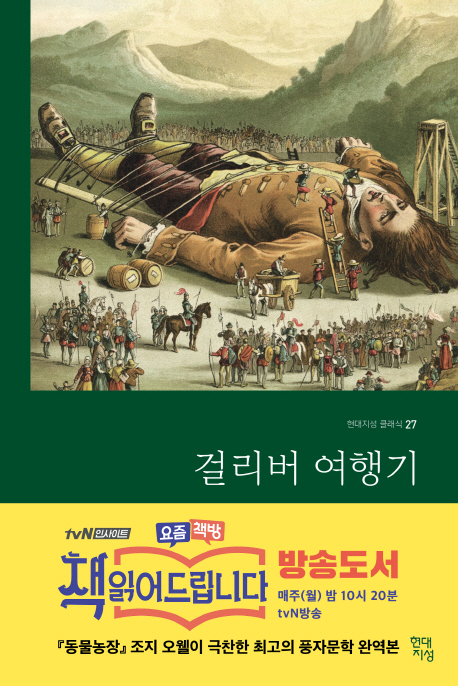 현대지성 클래식 27
걸리버 여행기
tvN 인사이트
요즘 책방
책 읽어드립니다
방송도서
매주(월) 밤 10시 20분
tvN방송
『동물농장』 조지 오웰이 극찬한 최고의 풍자문학 완역본
현대
지성